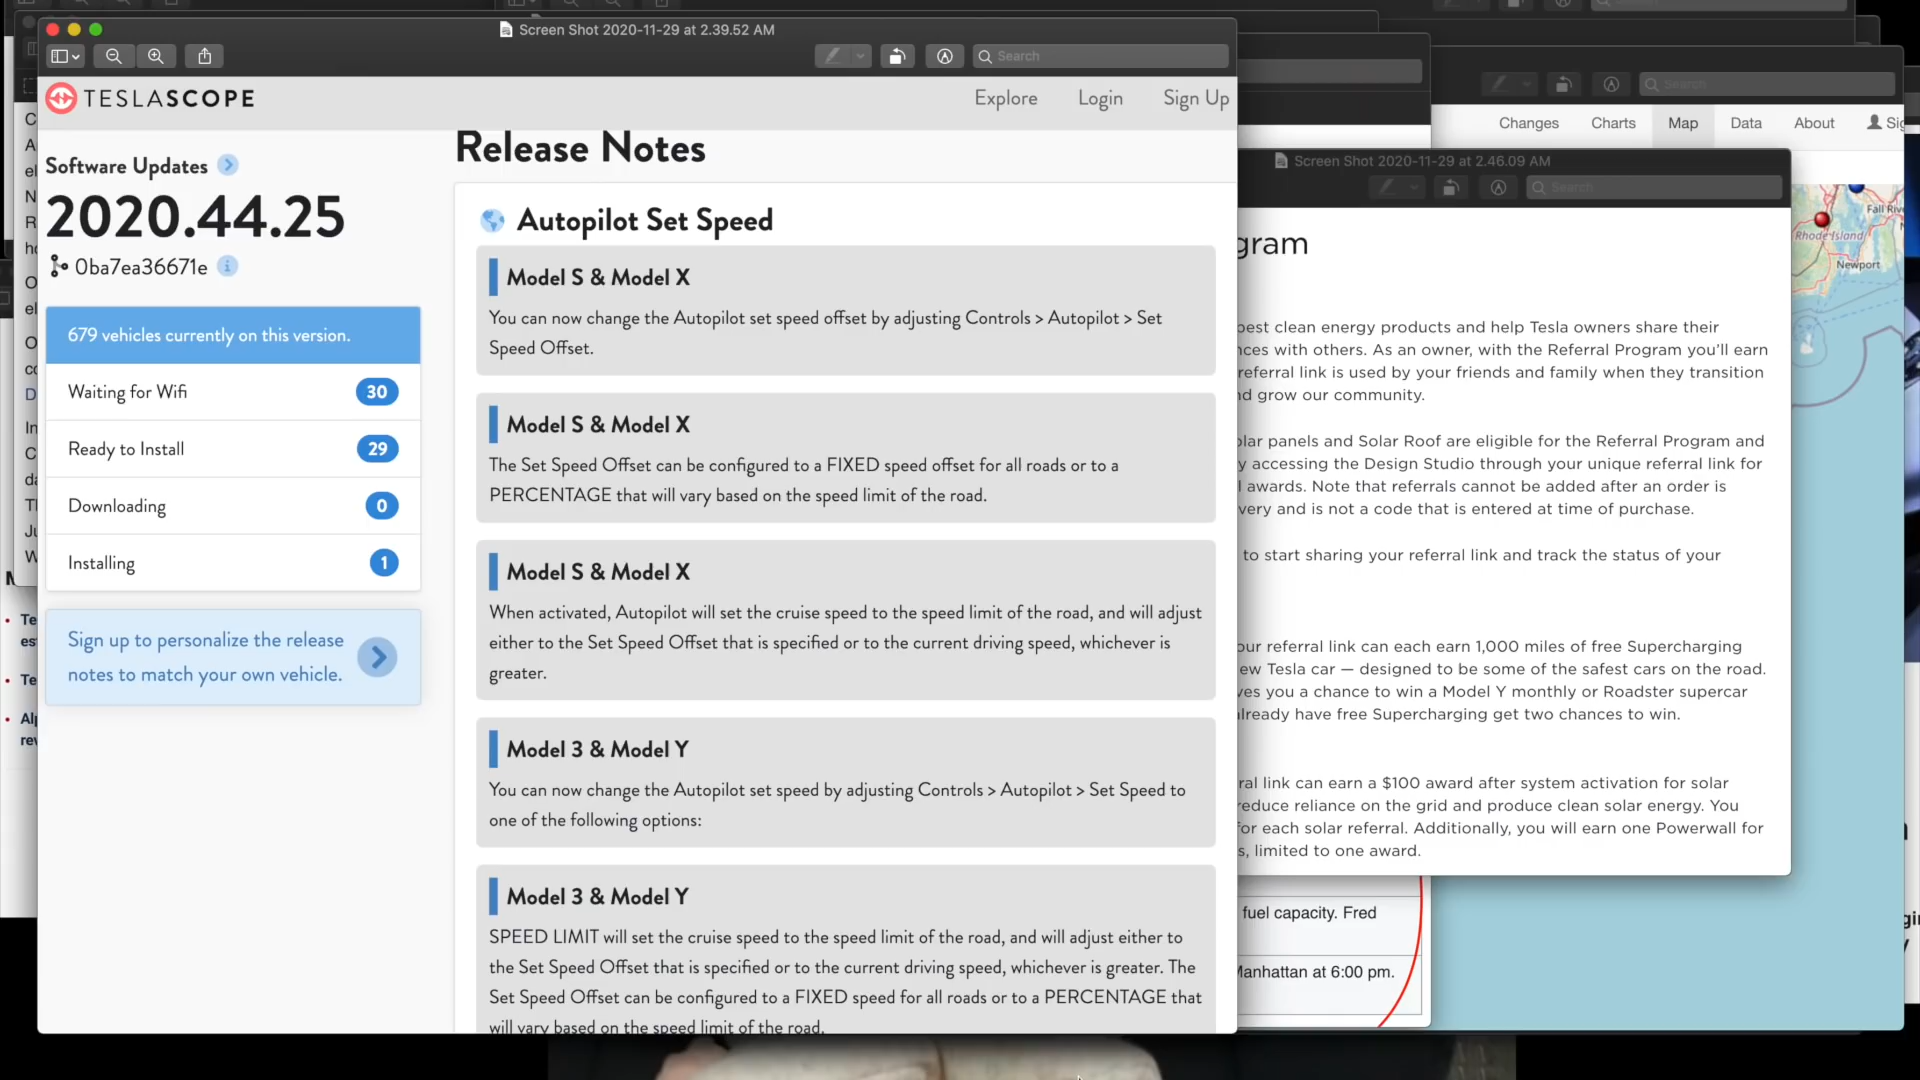 Screen Shot 2020-11-29 at 2.39.52 AM
Search
TESLASCOPE
Explore
Login
Sign Up
Software Updates
2020.44.25
0ba7ea36671e
679 vehicles currently on this version.
Waiting for Wifi
30
Ready to Install
29
Downloading
0
Installing
1
Sign up to personalize the release
notes to match your own vehicle.
Release Notes
Autopilot Set Speed
Model S & Model X
You can now change the Autopilot set speed offset by adjusting Controls > Autopilot > Set
Speed Offset.
Model S & Model X
The Set Speed Offset can be configured to a FIXED speed offset for all roads or to a
PERCENTAGE that will vary based on the speed limit of the road.
Model S & Model X
When activated, Autopilot will set the cruise speed to the speed limit of the road, and will adjust
either to the Set Speed Offset that is specified or to the current driving speed, whichever is
greater.
Model 3 & Model Y
You can now change the Autopilot set speed by adjusting Controls > Autopilot > Set Speed to
one of the following options:
Model 3 & Model Y
SPEED LIMIT will set the cruise speed to the speed limit of the road, and will adjust either to
the Set Speed Offset that is specified or to the current driving speed, whichever is greater. The
Set Speed Offset can be configured to a FIXED speed for all roads or to a PERCENTAGE that
will vary based on the speed limit of the road.
Search
Changes
Charts
Map
Data
About
Screen Shot 2020-11-29 at 2.46.09 AM
Search
gram
best clean energy products and help Tesla owners share their
nces with others. As an owner, with the Referral Program you'll earn
referral link is used by your friends and family when they transition
nd grow our community.
olar panels and Solar Roof are eligible for the Referral Program and
y accessing the Design Studio through your unique referral link for
l awards. Note that referrals cannot be added after an order is
very and is not a code that is entered at time of purchase.
to start sharing your referral link and track the status of your
our referral link can each earn 1,000 miles of free Supercharging
ew Tesla car — designed to be some of the safest cars on the road.
ves you a chance to win a Model Y monthly or Roadster supercar
already have free Supercharging get two chances to win.
ral link can earn a $100 award after system activation for solar
reduce reliance on the grid and produce clean solar energy. You
for each solar referral. Additionally, you will earn one Powerwall for
s, limited to one award.
fuel capacity. Fred
Manhattan at 6:00 pm.
Fall Riv
Rhode Island
Newport